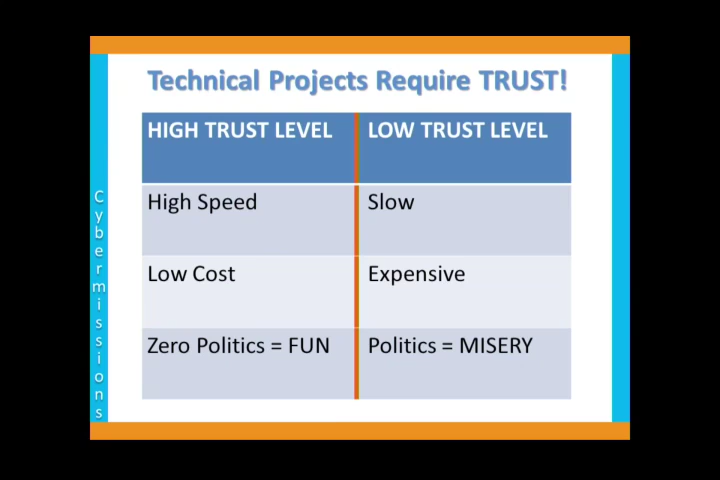 Technical Projects Require TRUST!
HIGH TRUST LEVEL
LOW TRUST LEVEL
High Speed
Slow
Low Cost
Expensive
Zero Politics = FUN
Politics = MISERY
Cybermissions